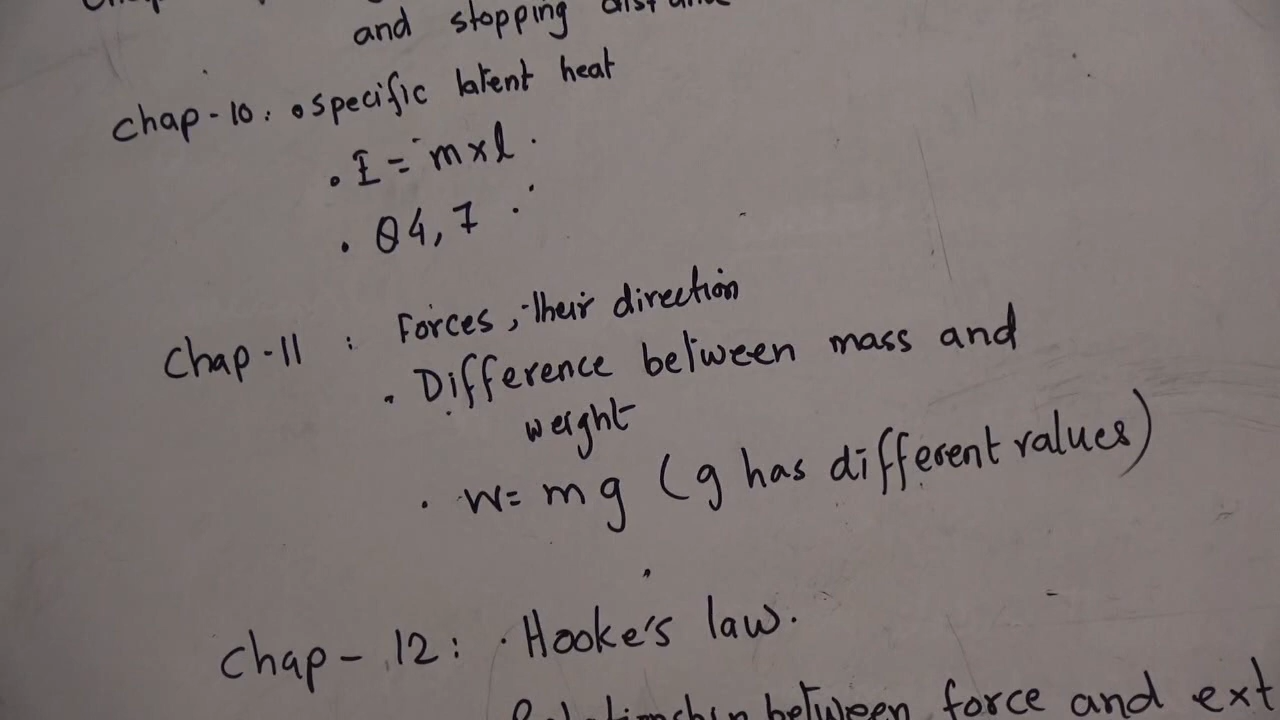 and stopping
chap-10: • specific latent heat
• E = m×l.
• Q4, 7
Chap-11 : Forces, their direction
• Difference between mass and
weight
• W= mg (g has different values)
Chap-12: • Hooke's law.
Relationship between force and ext